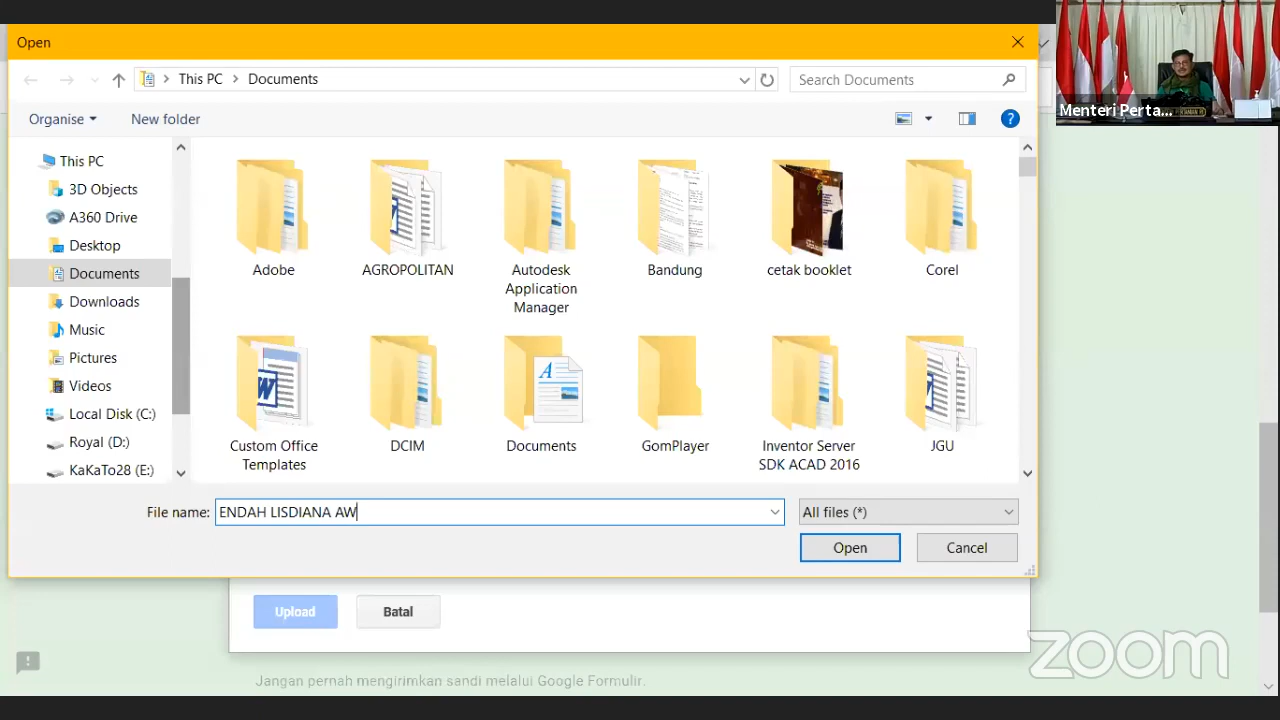 Open
This PC
Documents
Search Documents
Organise
New folder
This PC
3D Objects
A360 Drive
Desktop
Documents
Downloads
Music
Pictures
Videos
Local Disk (C:)
Royal (D:)
KaKaTo28 (E:)
Adobe
AGROPOLITAN
Autodesk
Application
Manager
Bandung
cetak booklet
Corel
Custom Office
Templates
DCIM
Documents
GomPlayer
Inventor Server
SDK ACAD 2016
JGU
File name:
ENDAH LISDIANA AW
All files (*)
Open
Cancel
Upload
Batal
Jangan pernah mengirimkan sandi melalui Google Formulir.
Menteri Perta...
zoom